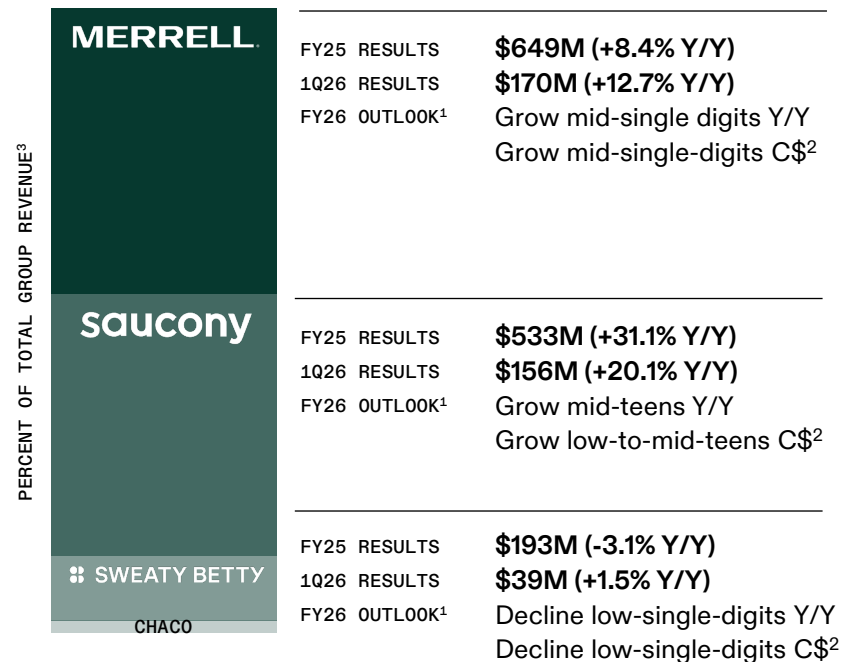 PERCENT OF TOTAL GROUP REVENUE³
MERRELL
FY25 RESULTS $649M (+8.4% Y/Y)
1Q26 RESULTS $170M (+12.7% Y/Y)
FY26 OUTLOOK¹ Grow mid-single digits Y/Y
Grow mid-single-digits C$²
saucony
FY25 RESULTS $533M (+31.1% Y/Y)
1Q26 RESULTS $156M (+20.1% Y/Y)
FY26 OUTLOOK¹ Grow mid-teens Y/Y
Grow low-to-mid-teens C$²
SWEATY BETTY
FY25 RESULTS $193M (-3.1% Y/Y)
1Q26 RESULTS $39M (+1.5% Y/Y)
FY26 OUTLOOK¹ Decline low-single-digits Y/Y
Decline low-single-digits C$²
CHACO